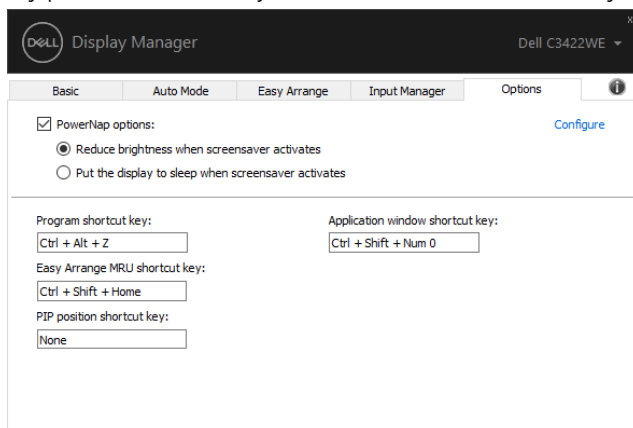 DELL Display Manager
Dell C3422WE
Basic Auto Mode Easy Arrange Input Manager Options
PowerNap options:
Configure
Reduce brightness when screensaver activates
Put the display to sleep when screensaver activates
Program shortcut key:
Application window shortcut key:
Ctrl + Alt + Z
Ctrl + Shift + Num 0
Easy Arrange MRU shortcut key:
Ctrl + Shift + Home
PIP position shortcut key:
None